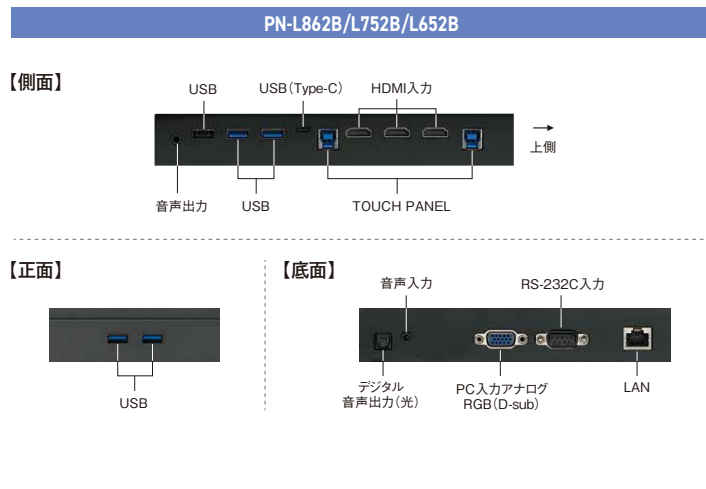 PN-L862B/L752B/L652B
【側面】
USB
USB(Type-C)
HDMI入力
上側
音声出力
USB
TOUCH PANEL
【正面】
USB
【底面】
音声入力
RS-232C入力
デジタル
音声出力(光)
PC入力アナログ
RGB(D-sub)
LAN